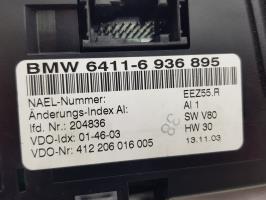 BMW 6411-6 936 895
NAEL-Nummer: EEZ55.R
Änderungs-Index AI: AI 1
lfd. Nr.: 204836 SW V80
VDO-Idx: 01-46-03 HW 30
VDO-Nr: 412 206 016 005 13.11.03
38